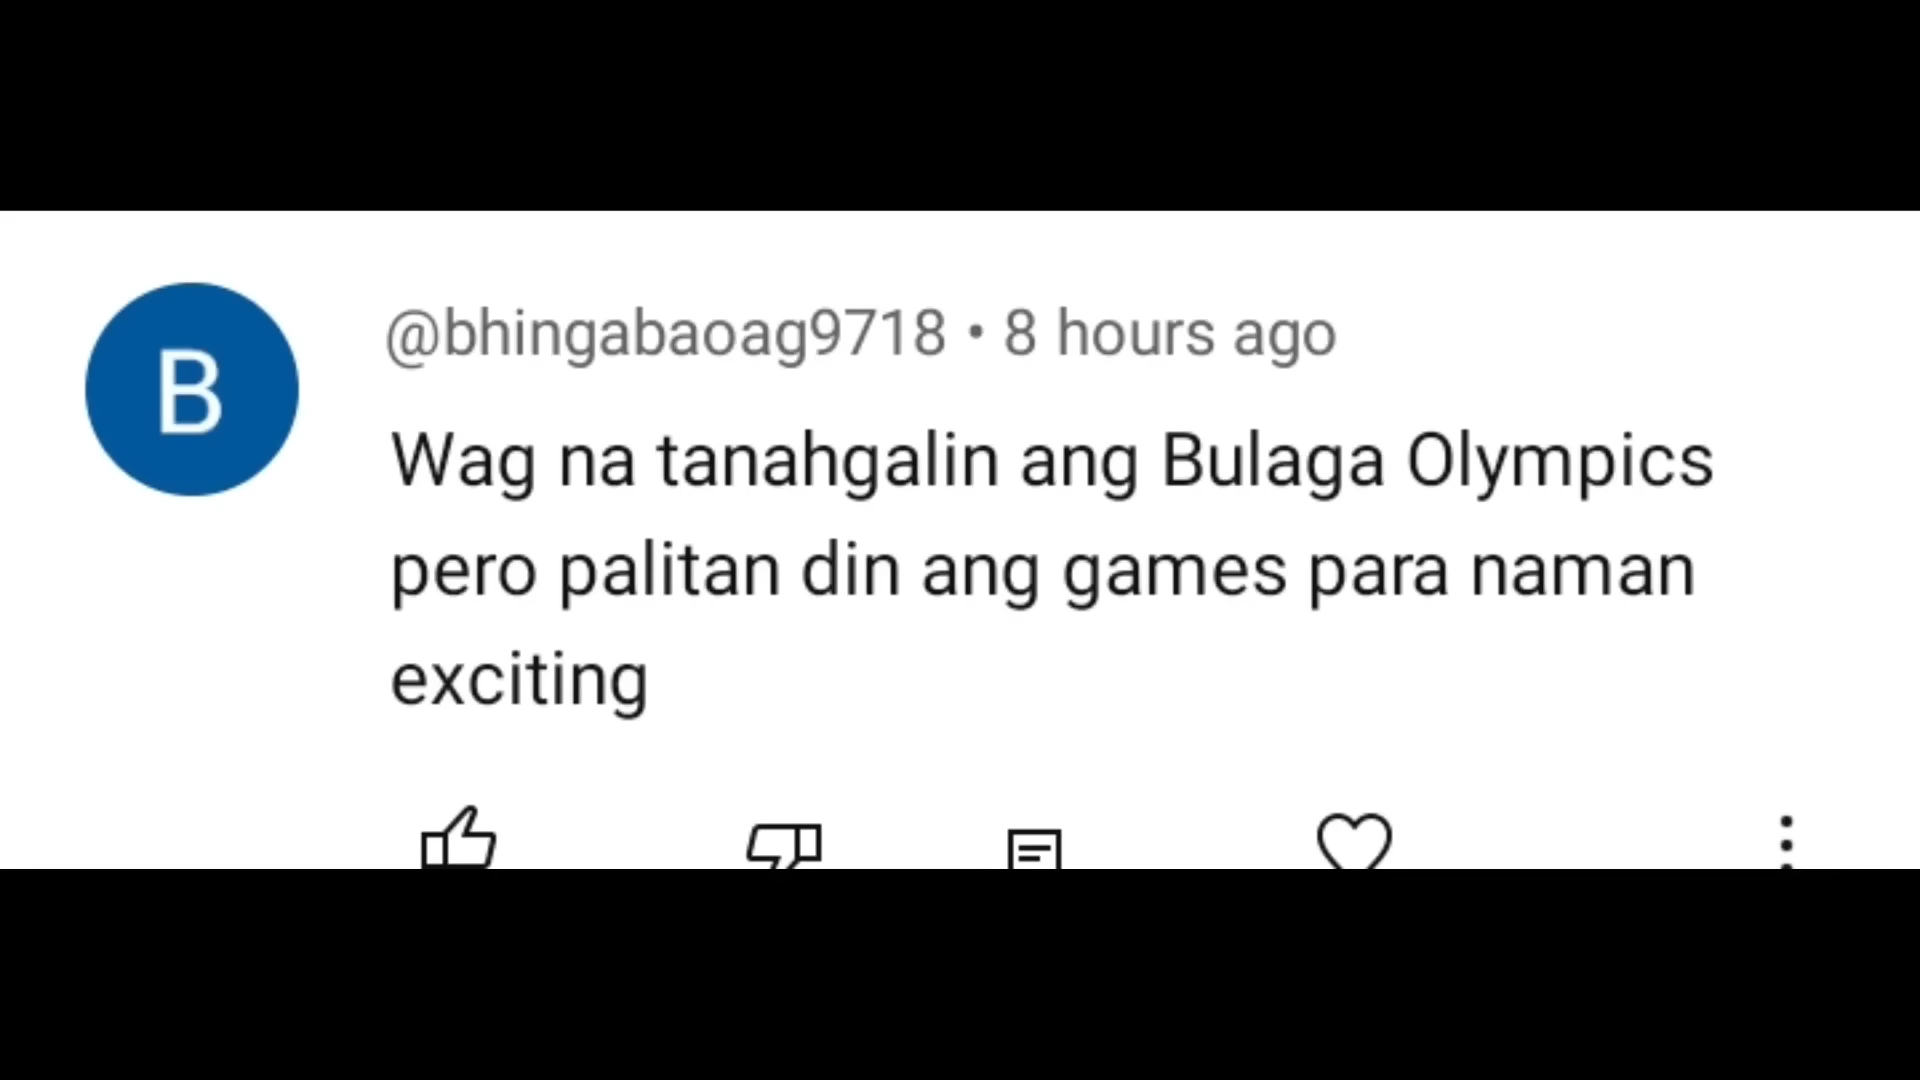 B
@bhingabaoag9718 • 8 hours ago
Wag na tanahgalin ang Bulaga Olympics
pero palitan din ang games para naman
exciting